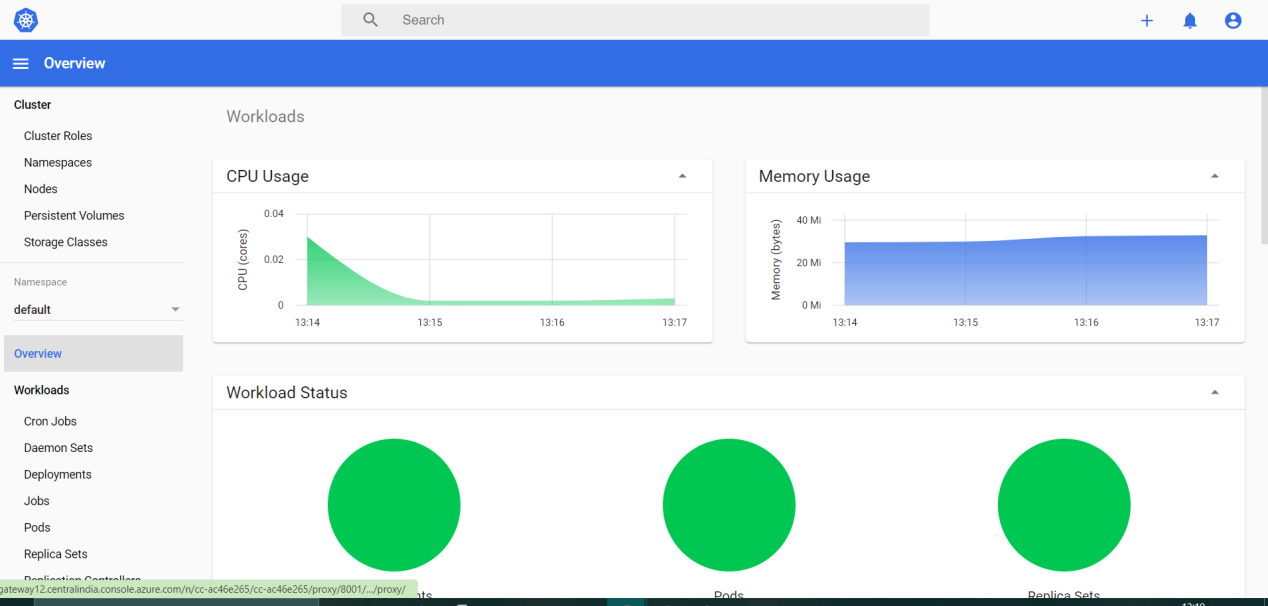 Search
Overview
Cluster
Cluster Roles
Namespaces
Nodes
Persistent Volumes
Storage Classes
Namespace
default
Overview
Workloads
Cron Jobs
Daemon Sets
Deployments
Jobs
Pods
Replica Sets
Replication Controllers
gateway12.centralindia.console.azure.com/n/cc-ac46e265/cc-ac46e265/proxy/8001/.../proxy/
Workloads
CPU Usage
CPU (cores)
0.04
0.02
0
13:14 13:15 13:16 13:17
Memory Usage
Memory (bytes)
40 Mi
20 Mi
0 Mi
13:14 13:15 13:16 13:17
Workload Status
Pods
Replica Sets